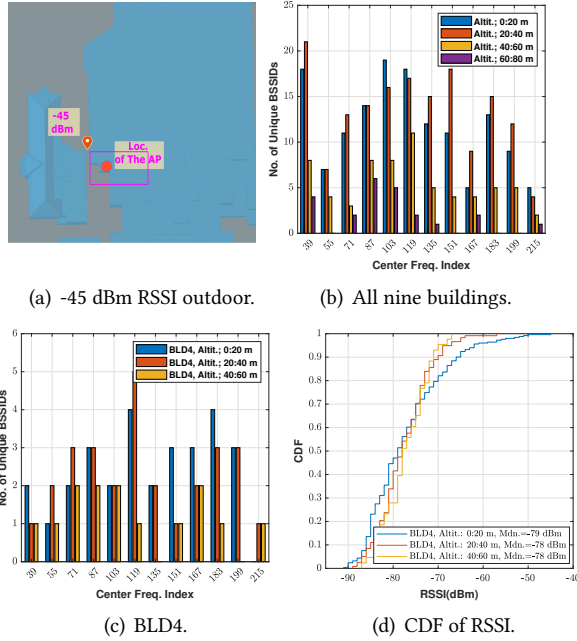 -45
dBm
Loc.
of The AP
(a) -45 dBm RSSI outdoor.
No. of Unique BSSIDs
25
20
15
10
5
0
Altit.; 0:20 m
Altit.; 20:40 m
Altit.; 40:60 m
Altit.; 60:80 m
39
55
71
87
103
119
135
151
167
183
199
215
Center Freq. Index
(b) All nine buildings.
No. of Unique BSSIDs
6
5
4
3
2
1
0
BLD4, Altit.; 0:20 m
BLD4, Altit.; 20:40 m
BLD4, Altit.; 40:60 m
39
55
71
87
103
119
135
151
167
183
199
215
Center Freq. Index
(c) BLD4.
CDF
1
0.9
0.8
0.7
0.6
0.5
0.4
0.3
0.2
0.1
0
BLD4, Altit.: 0:20 m, Mdn.=-79 dBm
BLD4, Altit.: 20:40 m, Mdn.=-78 dBm
BLD4, Altit.: 40:60 m, Mdn.=-78 dBm
-90
-80
-70
-60
-50
RSSI(dBm)
(d) CDF of RSSI.